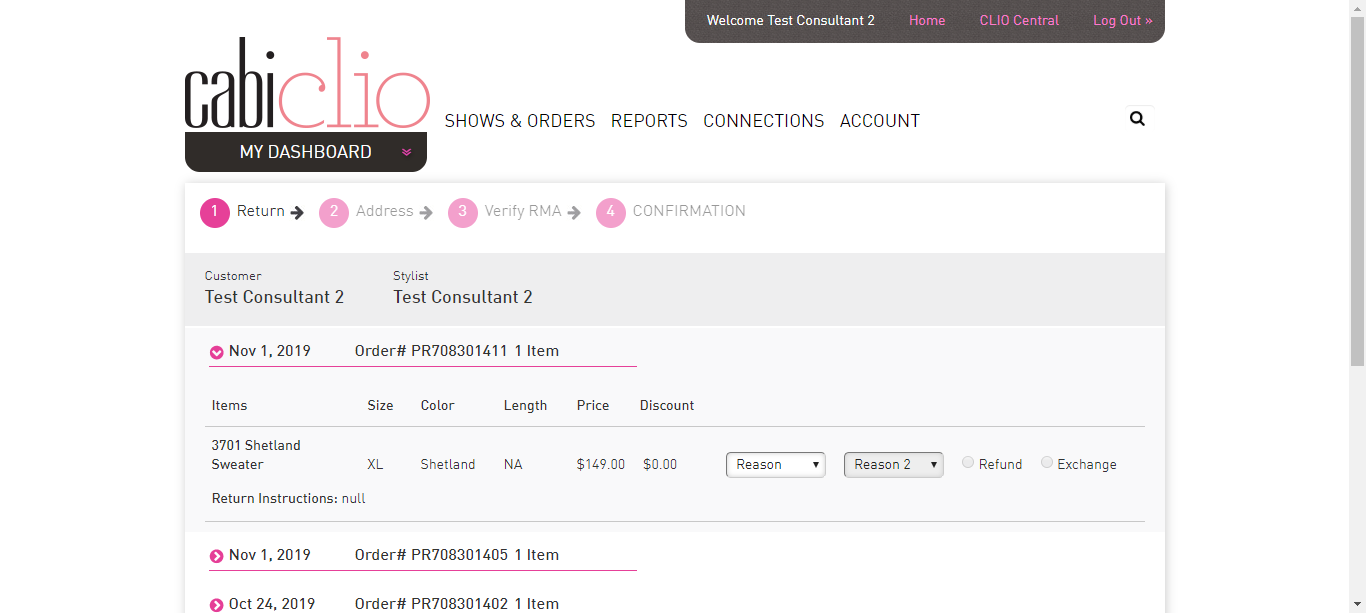 Welcome Test Consultant 2 Home CLIO Central Log Out »
cabiclio
SHOWS & ORDERS REPORTS CONNECTIONS ACCOUNT
MY DASHBOARD
1 Return 2 Address 3 Verify RMA 4 CONFIRMATION
Customer Stylist
Test Consultant 2 Test Consultant 2
Nov 1, 2019 Order# PR708301411 1 Item
Items Size Color Length Price Discount
3701 Shetland
Sweater XL Shetland NA $149.00 $0.00 Reason Reason 2 Refund Exchange
Return Instructions: null
Nov 1, 2019 Order# PR708301405 1 Item
Oct 24, 2019 Order# PR708301402 1 Item